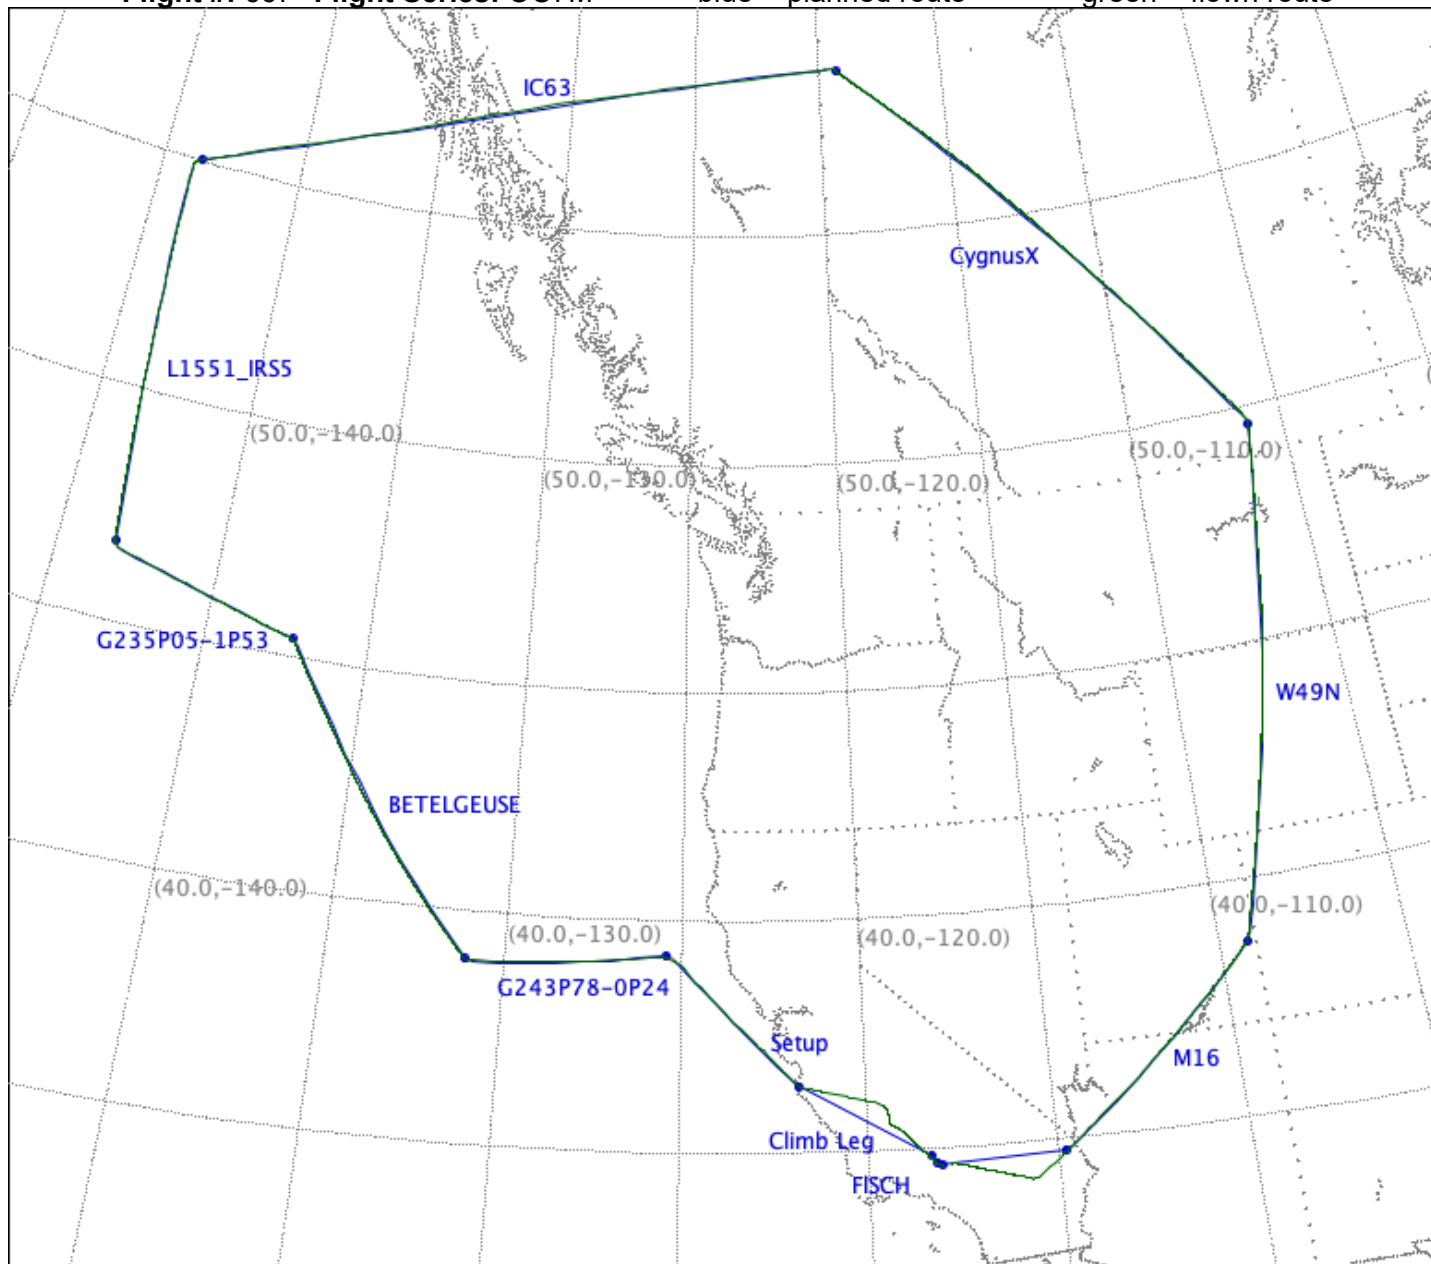 IC63
CygnusX
L1551_IRS5
(50.0,-140.0)
(50.0,-130.0)
(50.0,-120.0)
(50.0,-110.0)
G235P05-1P53
W49N
BETELGEUSE
(40.0,-140.0)
(40.0,-130.0)
(40.0,-120.0)
(40.0,-110.0)
G243P78-0P24
Setup
M16
Climb Leg
FISCH